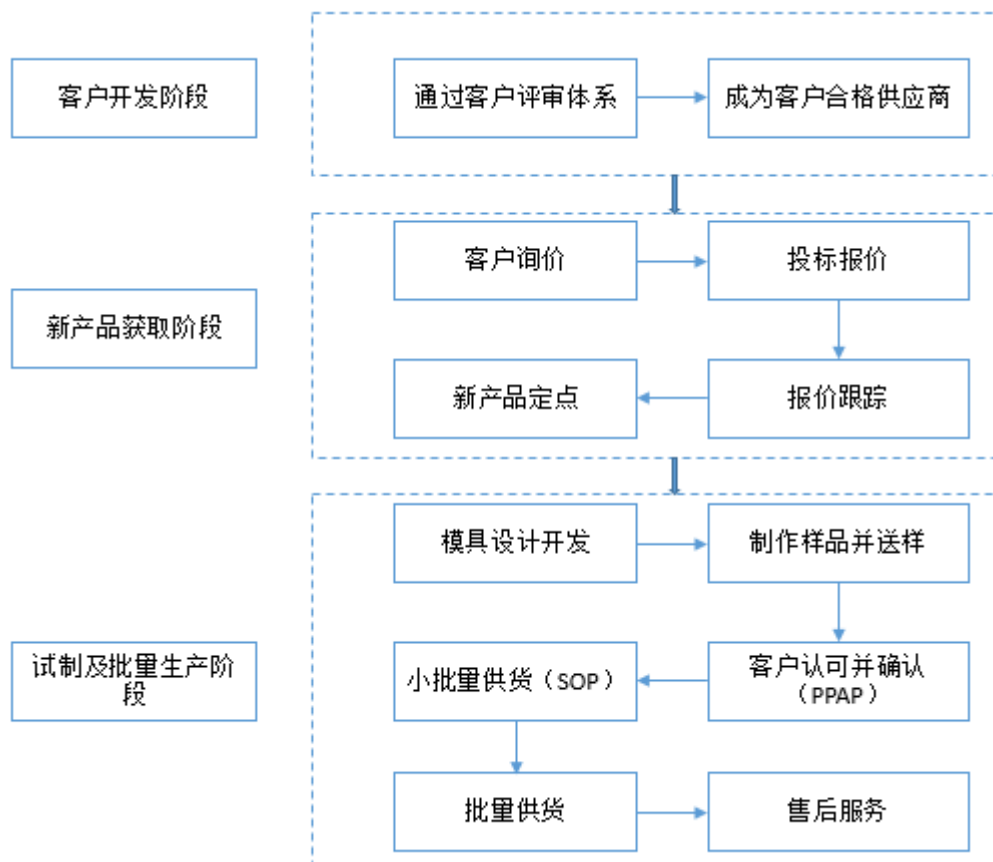 客户开发阶段
通过客户评审体系
成为客户合格供应商
新产品获取阶段
客户询价
投标报价
新产品定点
报价跟踪
试制及批量生产阶
段
模具设计开发
制作样品并送样
小批量供货（SOP）
客户认可并确认
（PPAP）
批量供货
售后服务